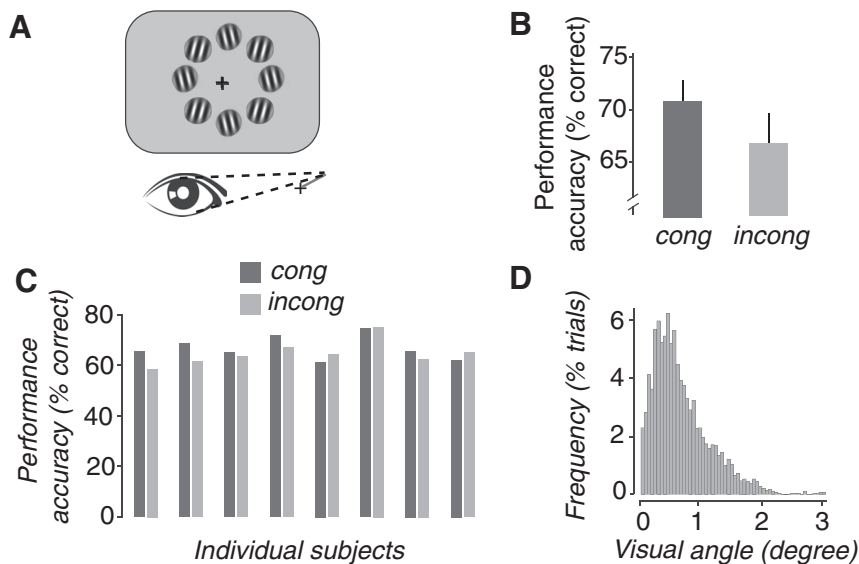 A
B
Performance
accuracy (% correct)
75
70
65
cong
incong
C
cong
incong
Performance
accuracy (% correct)
80
60
40
20
0
Individual subjects
D
Frequency (% trials)
6
4
2
0
0
1
2
3
Visual angle (degree)